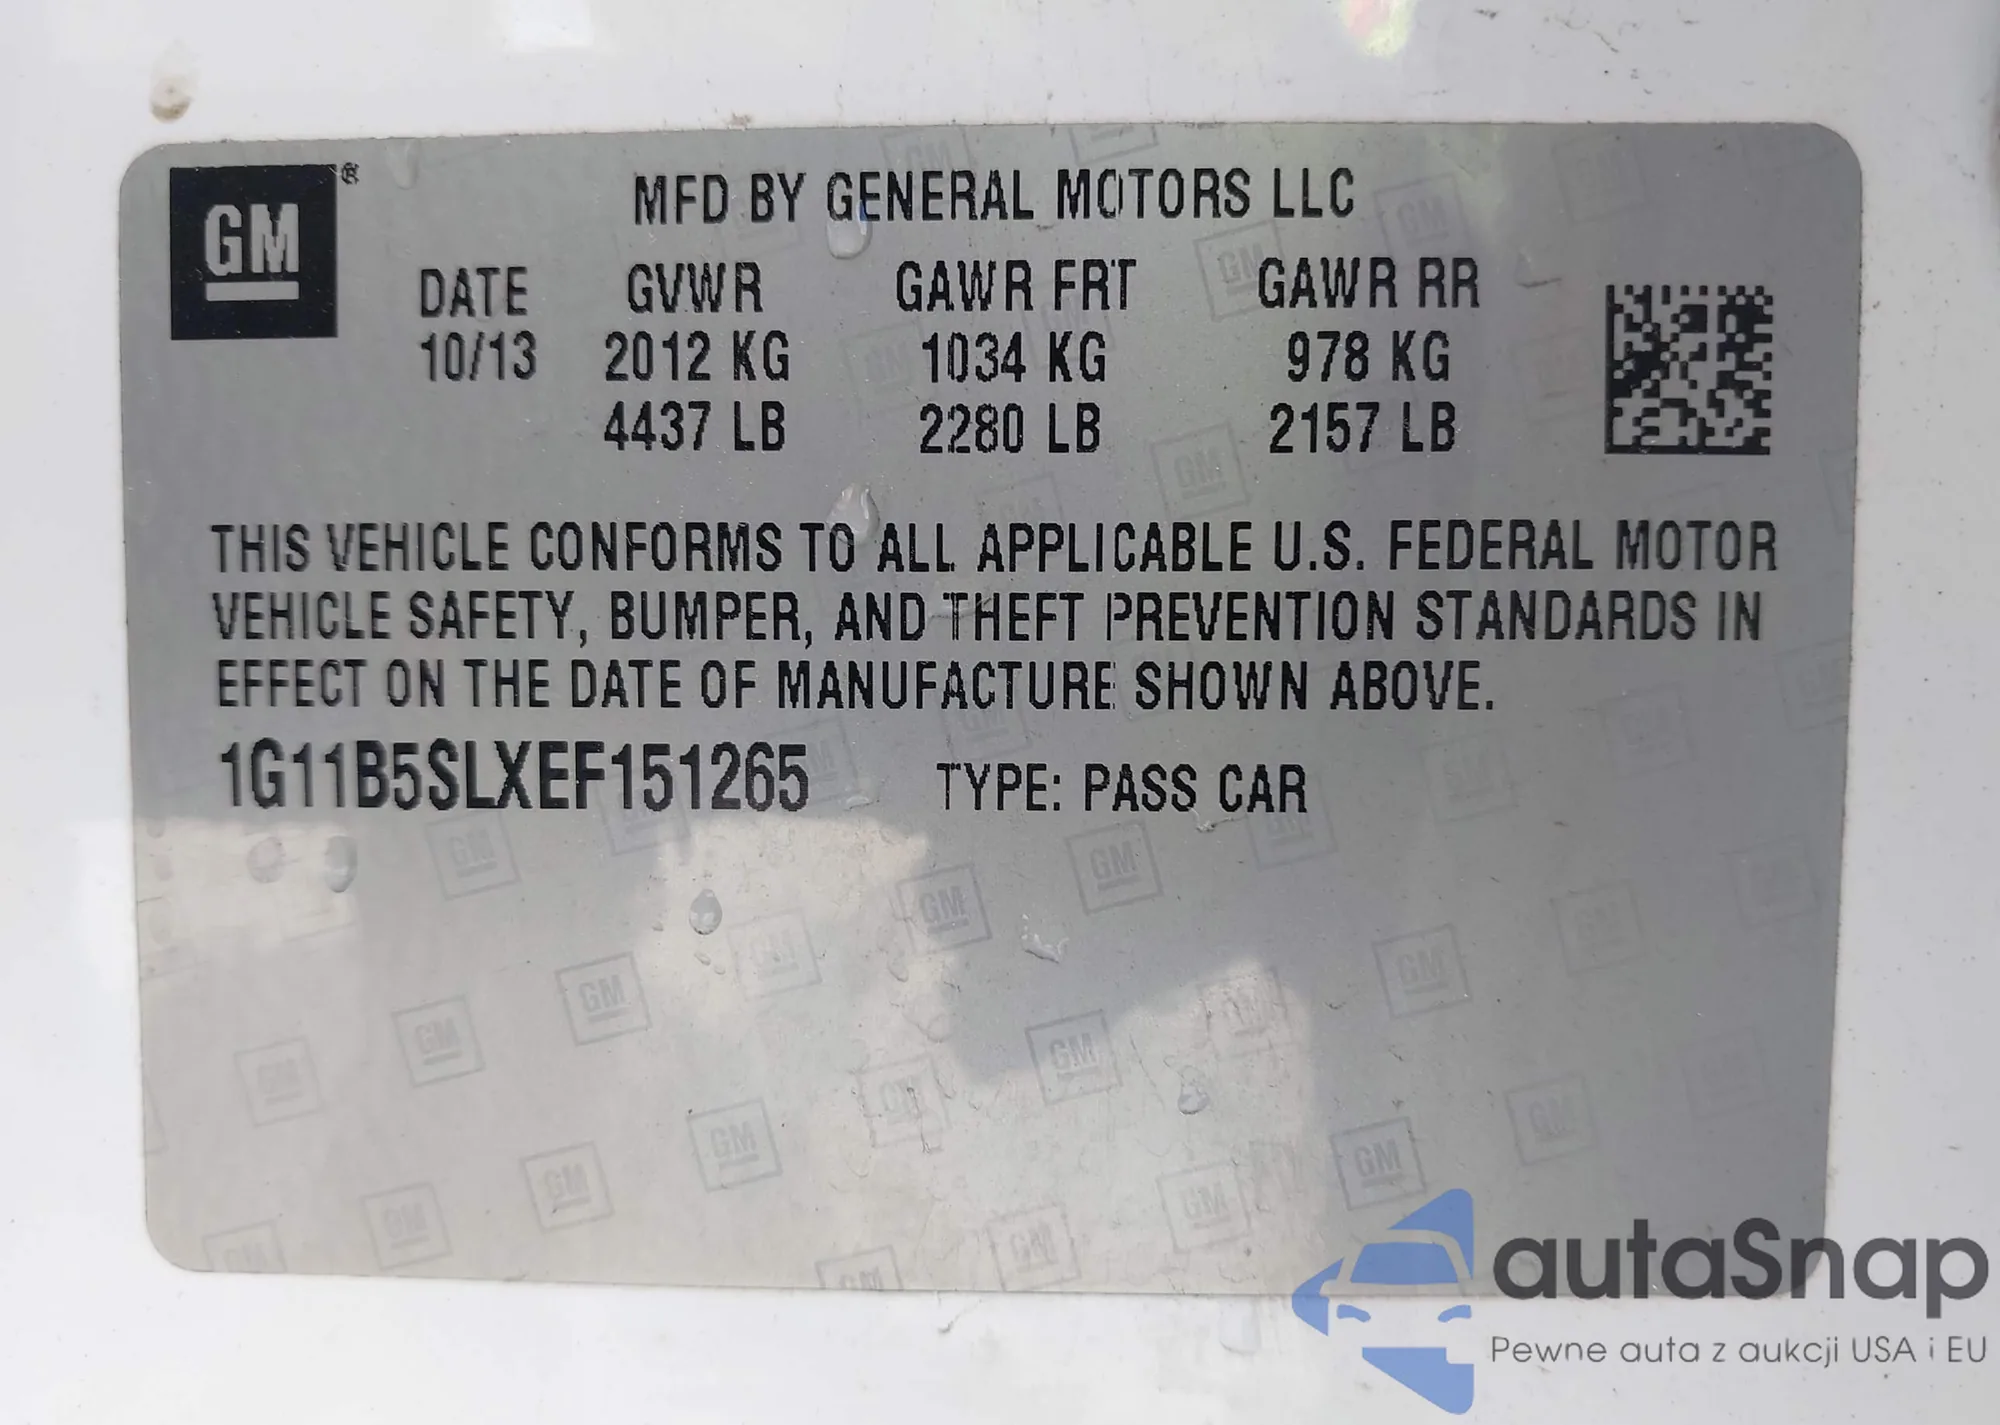 GM®
MFD BY GENERAL MOTORS LLC
DATE GVWR GAWR FRT GAWR RR
10/13 2012 KG 1034 KG 978 KG
4437 LB 2280 LB 2157 LB
THIS VEHICLE CONFORMS TO ALL APPLICABLE U.S. FEDERAL MOTOR
VEHICLE SAFETY, BUMPER, AND THEFT PREVENTION STANDARDS IN
EFFECT ON THE DATE OF MANUFACTURE SHOWN ABOVE.
1G11B5SLXEF151265 TYPE: PASS CAR
autaSnap
Pewne auta z aukcji USA i EU